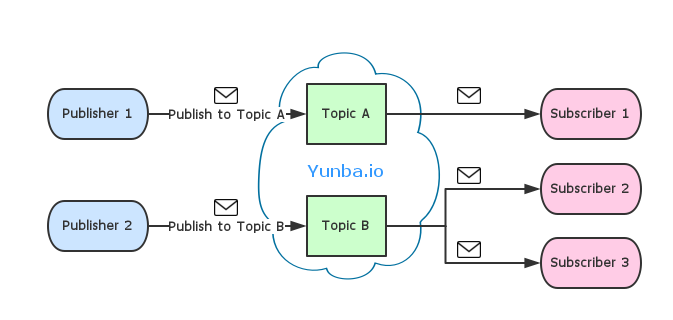 Publisher 1
Publish to Topic A
Topic A
Subscriber 1
Yunba.io
Subscriber 2
Publisher 2
Publish to Topic B
Topic B
Subscriber 3